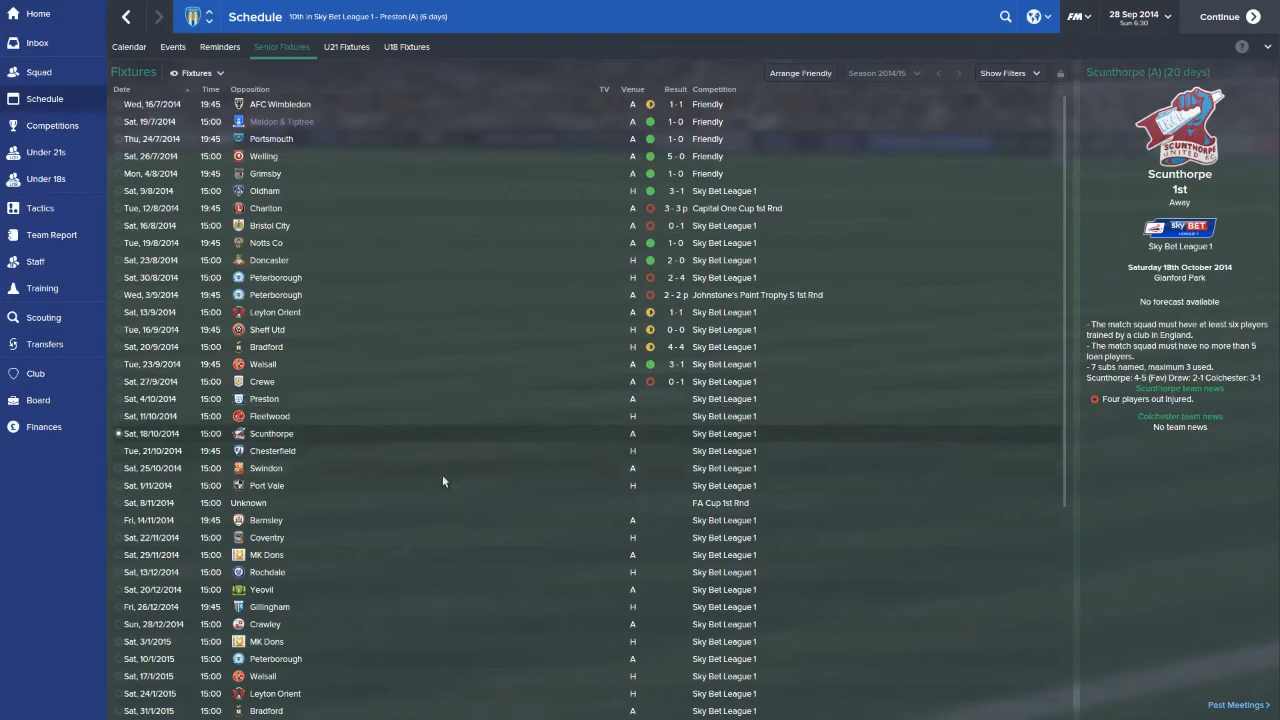 Home
Schedule
10th in Sky Bet League 1 - Preston (A) (6 days)
FM
28 Sep 2014
Sun 6:30
Continue
Inbox
Squad
Schedule
Competitions
Under 21s
Under 18s
Tactics
Team Report
Staff
Training
Scouting
Transfers
Club
Board
Finances
Calendar Events Reminders Senior Fixtures U21 Fixtures U18 Fixtures
Fixtures Fixtures Arrange Friendly Season 2014/15 Show Filters
Date Time Opposition TV Venue Result Competition
Wed, 16/7/2014 19:45 AFC Wimbledon A 1-1 Friendly
Sat, 19/7/2014 15:00 Maldon & Tiptree A 1-0 Friendly
Thu, 24/7/2014 19:45 Portsmouth A 1-0 Friendly
Sat, 26/7/2014 15:00 Welling A 5-0 Friendly
Mon, 4/8/2014 19:45 Grimsby A 1-0 Friendly
Sat, 9/8/2014 15:00 Oldham H 3-1 Sky Bet League 1
Tue, 12/8/2014 19:45 Charlton A 3-3 p Capital One Cup 1st Rnd
Sat, 16/8/2014 15:00 Bristol City A 0-1 Sky Bet League 1
Tue, 19/8/2014 19:45 Notts Co A 1-0 Sky Bet League 1
Sat, 23/8/2014 15:00 Doncaster H 2-0 Sky Bet League 1
Sat, 30/8/2014 15:00 Peterborough H 2-4 Sky Bet League 1
Wed, 3/9/2014 19:45 Peterborough A 2-2 p Johnstone's Paint Trophy S 1st Rnd
Sat, 13/9/2014 15:00 Leyton Orient A 1-1 Sky Bet League 1
Tue, 16/9/2014 19:45 Sheff Utd H 0-0 Sky Bet League 1
Sat, 20/9/2014 15:00 Bradford H 4-4 Sky Bet League 1
Tue, 23/9/2014 19:45 Walsall A 3-1 Sky Bet League 1
Sat, 27/9/2014 15:00 Crewe A 0-1 Sky Bet League 1
Sat, 4/10/2014 15:00 Preston A Sky Bet League 1
Sat, 11/10/2014 15:00 Fleetwood H Sky Bet League 1
Sat, 18/10/2014 15:00 Scunthorpe A Sky Bet League 1
Tue, 21/10/2014 19:45 Chesterfield H Sky Bet League 1
Sat, 25/10/2014 15:00 Swindon A Sky Bet League 1
Sat, 1/11/2014 15:00 Port Vale H Sky Bet League 1
Sat, 8/11/2014 15:00 Unknown FA Cup 1st Rnd
Fri, 14/11/2014 19:45 Barnsley A Sky Bet League 1
Sat, 22/11/2014 15:00 Coventry H Sky Bet League 1
Sat, 29/11/2014 15:00 MK Dons A Sky Bet League 1
Sat, 13/12/2014 15:00 Rochdale H Sky Bet League 1
Sat, 20/12/2014 15:00 Yeovil A Sky Bet League 1
Fri, 26/12/2014 19:45 Gillingham H Sky Bet League 1
Sun, 28/12/2014 15:00 Crawley A Sky Bet League 1
Sat, 3/1/2015 15:00 MK Dons H Sky Bet League 1
Sat, 10/1/2015 15:00 Peterborough A Sky Bet League 1
Sat, 17/1/2015 15:00 Walsall H Sky Bet League 1
Sat, 24/1/2015 15:00 Leyton Orient H Sky Bet League 1
Sat, 31/1/2015 15:00 Bradford A Sky Bet League 1
Scunthorpe (A) (20 days)
SCUNTHORPE
UNITED F.C.
Scunthorpe
1st
Away
sky BET
LEAGUE 1
Sky Bet League 1
Saturday 18th October 2014
Glanford Park
No forecast available
- The match squad must have at least six players
trained by a club in England.
- The match squad must have no more than 5
loan players.
- 7 subs named, maximum 3 used.
Scunthorpe: 4-5 (Fav) Draw: 2-1 Colchester: 3-1
Scunthorpe team news
Four players out injured.
Colchester team news
No team news
Past Meetings >